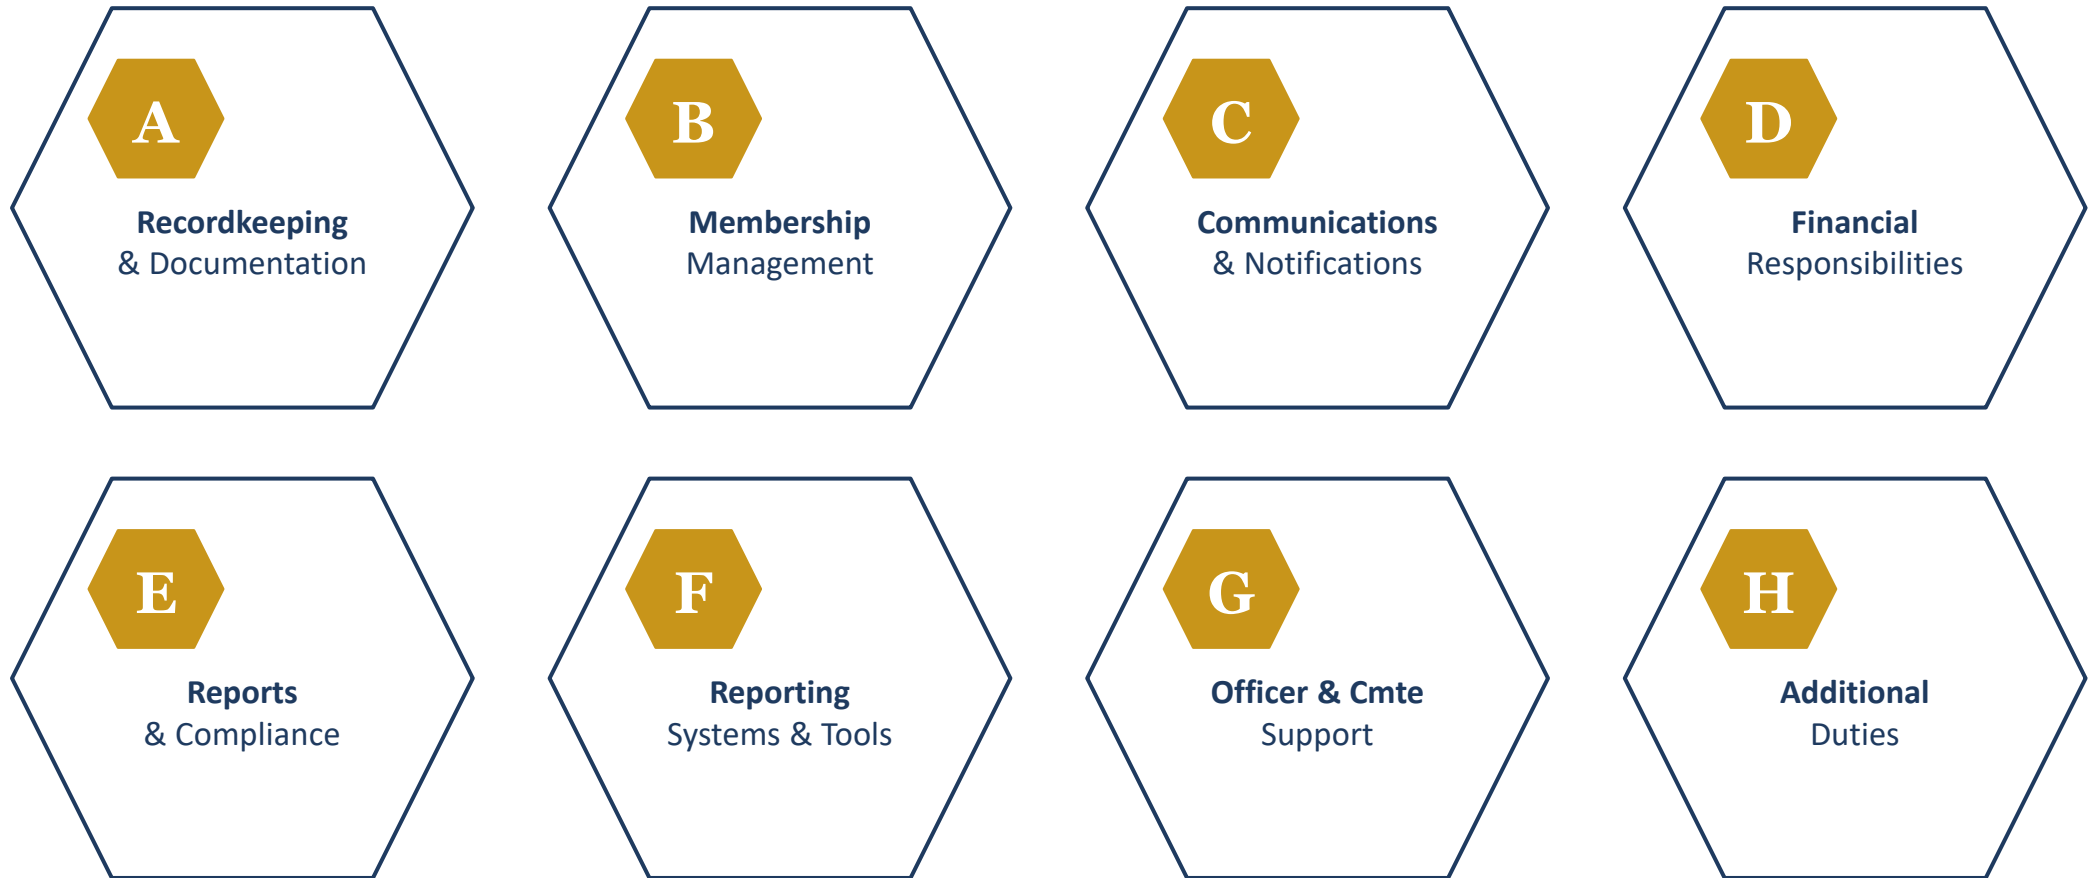 A
Recordkeeping
& Documentation
B
Membership
Management
C
Communications
& Notifications
D
Financial
Responsibilities
E
Reports
& Compliance
F
Reporting
Systems & Tools
G
Officer & Cmte
Support
H
Additional
Duties